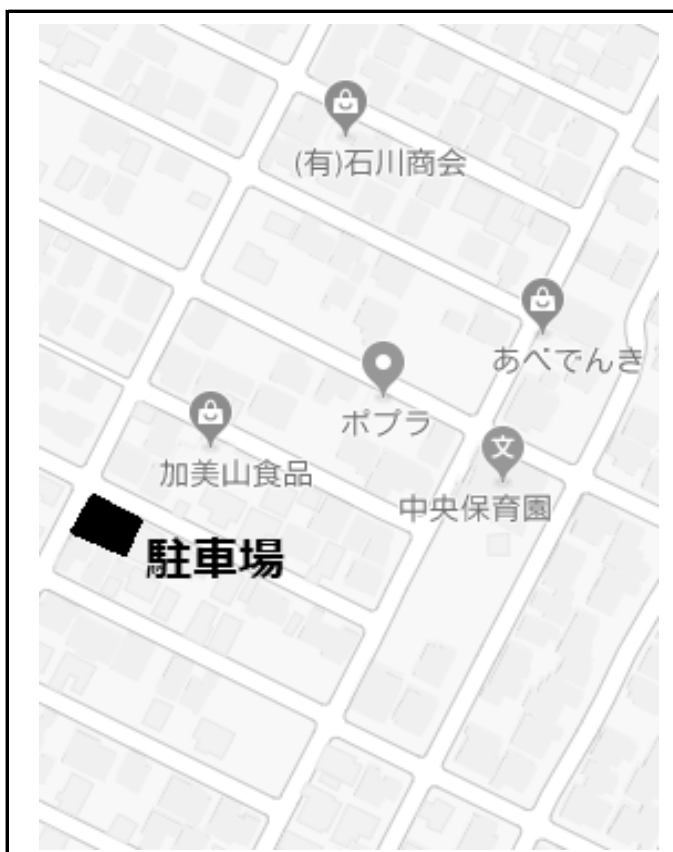 (有)石川商会
あべでんき
ポプラ
加美山食品
文
中央保育園
駐車場